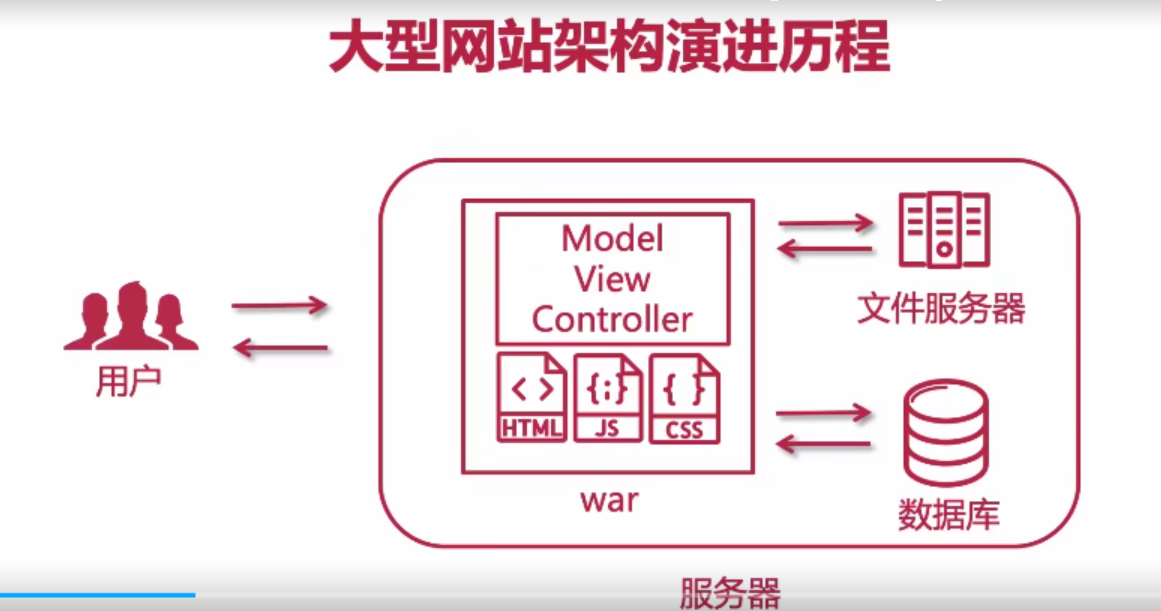 大型网站架构演进历程
Model
View
Controller
< >
HTML
{;}
JS
{ }
CSS
war
用户
文件服务器
数据库
服务器